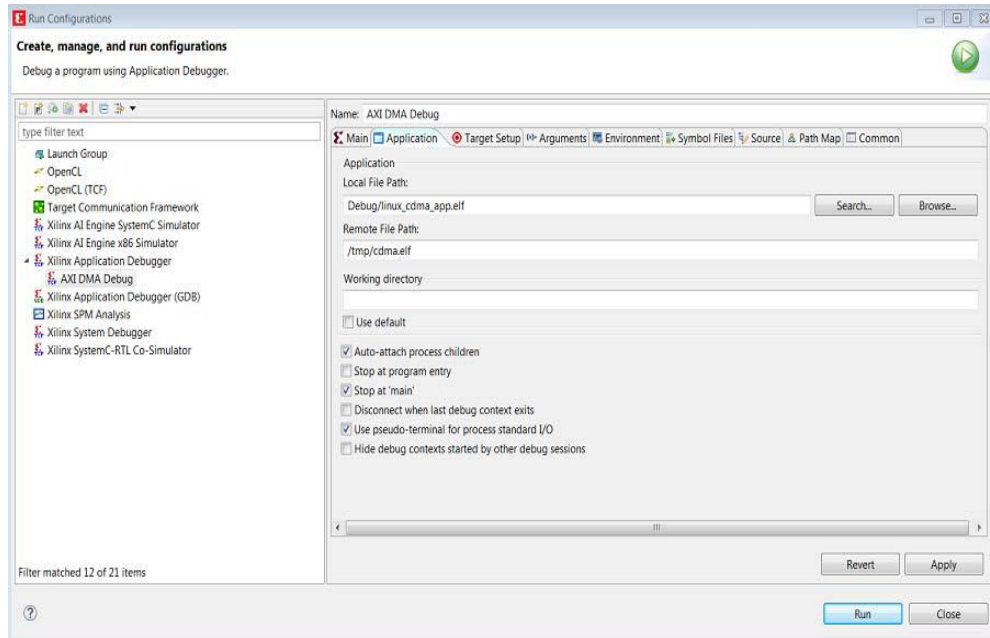 Run Configurations
Create, manage, and run configurations
Debug a program using Application Debugger.
type filter text
Launch Group
OpenCL
OpenCL (TCF)
Target Communication Framework
Xilinx AI Engine SystemC Simulator
Xilinx AI Engine x86 Simulator
Xilinx Application Debugger
AXI DMA Debug
Xilinx Application Debugger (GDB)
Xilinx SPM Analysis
Xilinx System Debugger
Xilinx SystemC-RTL Co-Simulator
Filter matched 12 of 21 items
Name: AXI DMA Debug
Main Application Target Setup Arguments Environment Symbol Files Source Path Map Common
Application
Local File Path:
Debug/linux_cdma_app.elf Search... Browse...
Remote File Path:
/tmp/cdma.elf
Working directory
Use default
Auto-attach process children
Stop at program entry
Stop at 'main'
Disconnect when last debug context exits
Use pseudo-terminal for process standard I/O
Hide debug contexts started by other debug sessions
Revert Apply
Run Close